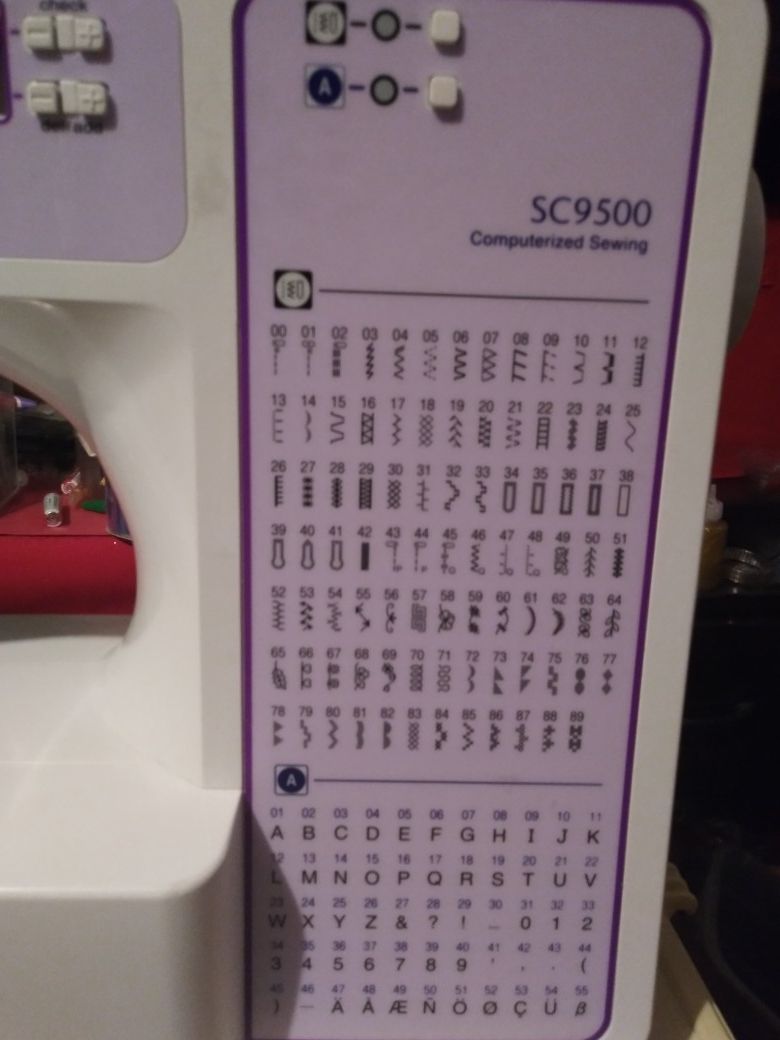 check
A
SC9500
Computerized Sewing
00 01 02 03 04 05 06 07 08 09 10 11 12
13 14 15 16 17 18 19 20 21 22 23 24 25
26 27 28 29 30 31 32 33 34 35 36 37 38
39 40 41 42 43 44 45 46 47 48 49 50 51
52 53 54 55 56 57 58 59 60 61 62 63 64
65 66 67 68 69 70 71 72 73 74 75 76 77
78 79 80 81 82 83 84 85 86 87 88 89
A
01 02 03 04 05 06 07 08 09 10 11
A B C D E F G H I J K
12 13 14 15 16 17 18 19 20 21 22
L M N O P Q R S T U V
23 24 25 26 27 28 29 30 31 32 33
W X Y Z & ? ! _ 0 1 2
34 35 36 37 38 39 40 41 42 43 44
3 4 5 6 7 8 9 ' , . (
45 46 47 48 49 50 51 52 53 54 55
) — Ä Å Æ Ñ Ö Ø Ç Ü ß